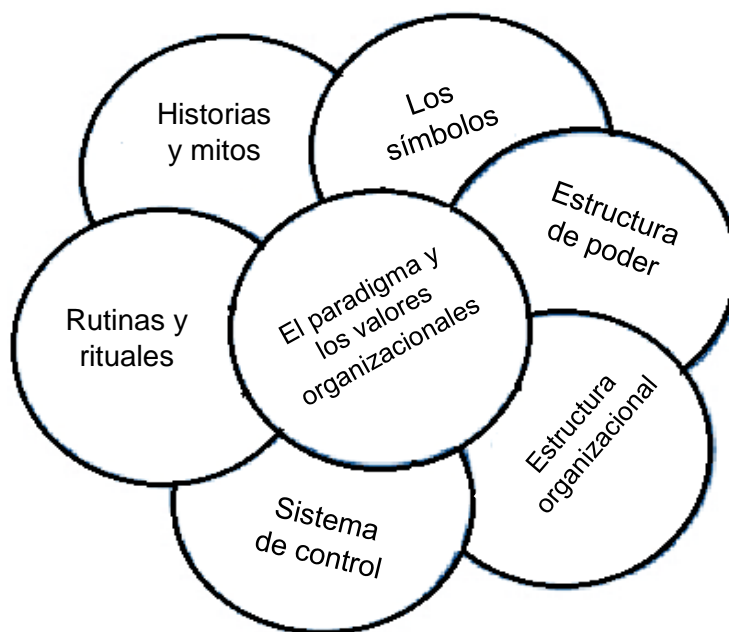 Historias
y mitos
Los
símbolos
Estructura
de poder
Rutinas y
rituales
El paradigma y
los valores
organizacionales
Estructura
organizacional
Sistema
de control